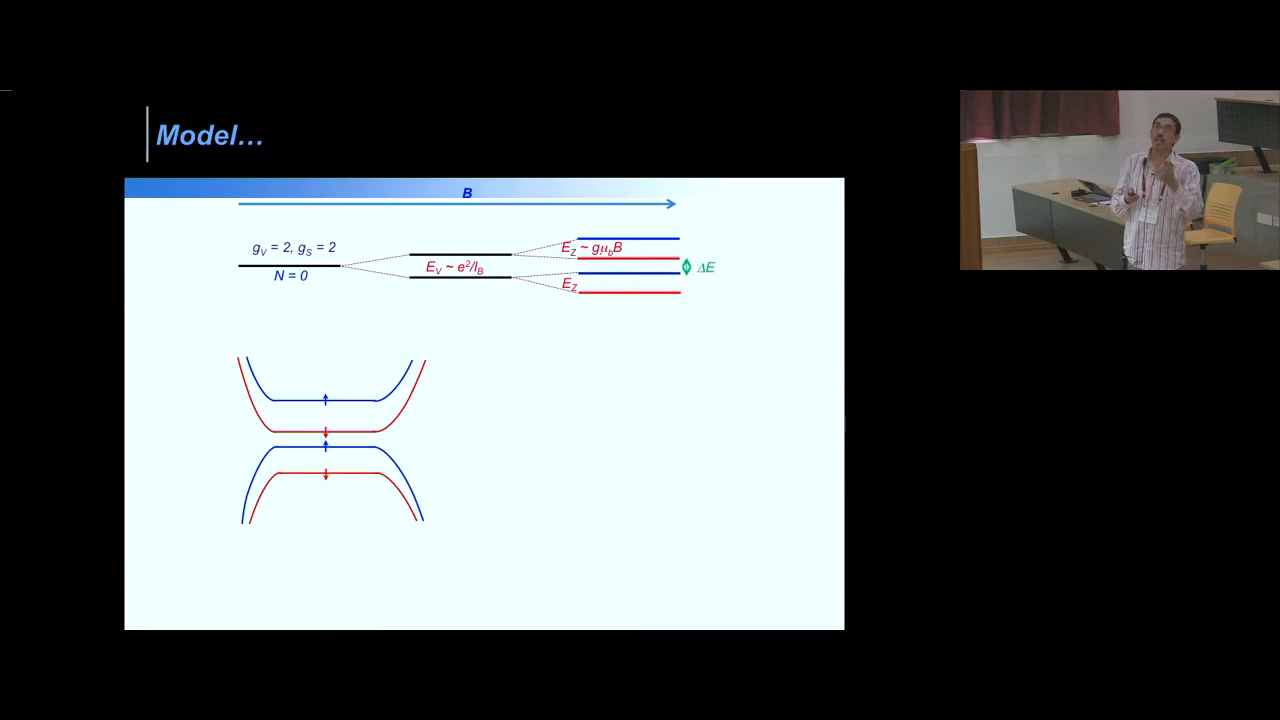 Model...
B
g_V = 2, g_S = 2
N = 0
E_V ~ e²/l_B
E_Z ~ gμ_bB
E_Z
ΔE